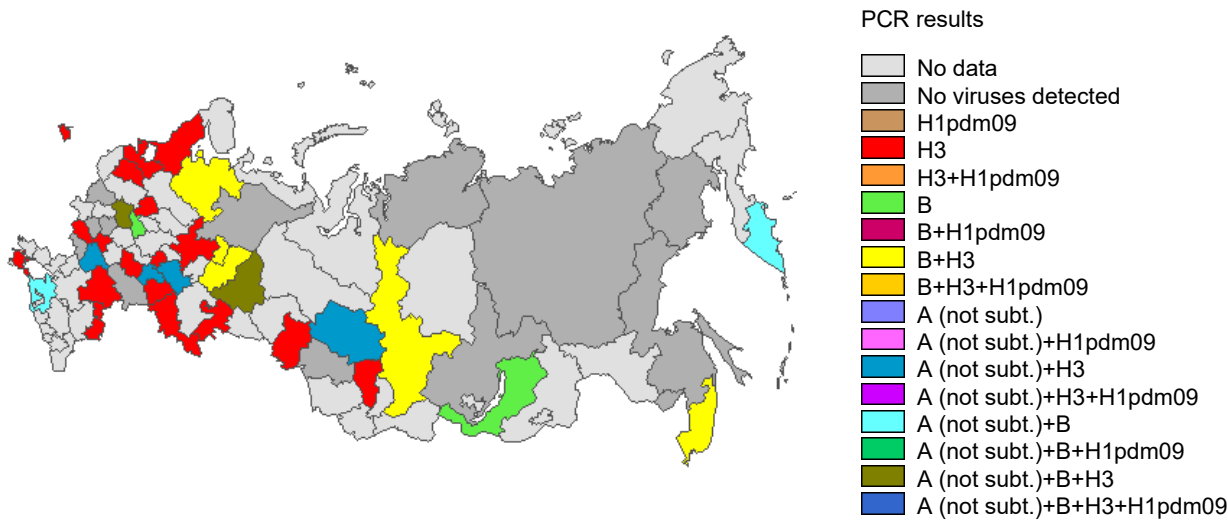 PCR results
No data
No viruses detected
H1pdm09
H3
H3+H1pdm09
B
B+H1pdm09
B+H3
B+H3+H1pdm09
A (not subt.)
A (not subt.)+H1pdm09
A (not subt.)+H3
A (not subt.)+H3+H1pdm09
A (not subt.)+B
A (not subt.)+B+H1pdm09
A (not subt.)+B+H3
A (not subt.)+B+H3+H1pdm09